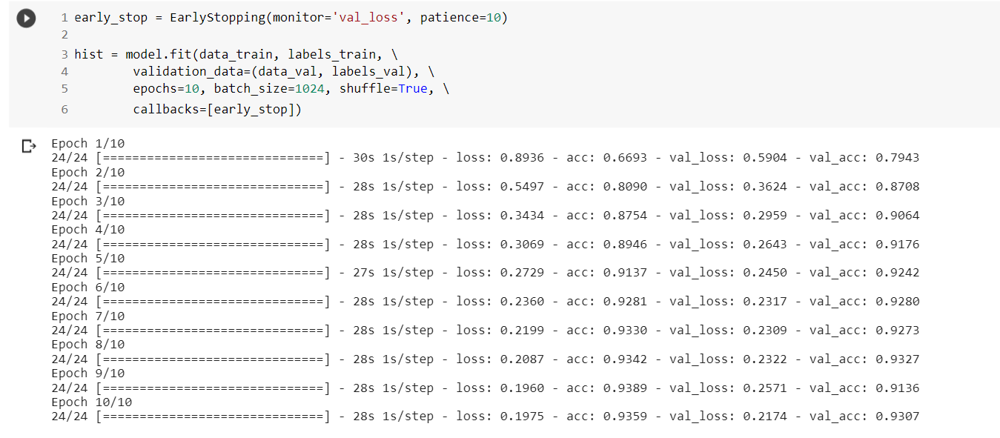 1 early_stop = EarlyStopping(monitor='val_loss', patience=10)
2
3 hist = model.fit(data_train, labels_train, \
4         validation_data=(data_val, labels_val), \
5         epochs=10, batch_size=1024, shuffle=True, \
6         callbacks=[early_stop])
Epoch 1/10
24/24 [==============================] - 30s 1s/step - loss: 0.8936 - acc: 0.6693 - val_loss: 0.5904 - val_acc: 0.7943
Epoch 2/10
24/24 [==============================] - 28s 1s/step - loss: 0.5497 - acc: 0.8090 - val_loss: 0.3624 - val_acc: 0.8708
Epoch 3/10
24/24 [==============================] - 28s 1s/step - loss: 0.3434 - acc: 0.8754 - val_loss: 0.2959 - val_acc: 0.9064
Epoch 4/10
24/24 [==============================] - 28s 1s/step - loss: 0.3069 - acc: 0.8946 - val_loss: 0.2643 - val_acc: 0.9176
Epoch 5/10
24/24 [==============================] - 27s 1s/step - loss: 0.2729 - acc: 0.9137 - val_loss: 0.2450 - val_acc: 0.9242
Epoch 6/10
24/24 [==============================] - 28s 1s/step - loss: 0.2360 - acc: 0.9281 - val_loss: 0.2317 - val_acc: 0.9280
Epoch 7/10
24/24 [==============================] - 28s 1s/step - loss: 0.2199 - acc: 0.9330 - val_loss: 0.2309 - val_acc: 0.9273
Epoch 8/10
24/24 [==============================] - 28s 1s/step - loss: 0.2087 - acc: 0.9342 - val_loss: 0.2322 - val_acc: 0.9327
Epoch 9/10
24/24 [==============================] - 28s 1s/step - loss: 0.1960 - acc: 0.9389 - val_loss: 0.2571 - val_acc: 0.9136
Epoch 10/10
24/24 [==============================] - 28s 1s/step - loss: 0.1975 - acc: 0.9359 - val_loss: 0.2174 - val_acc: 0.9307